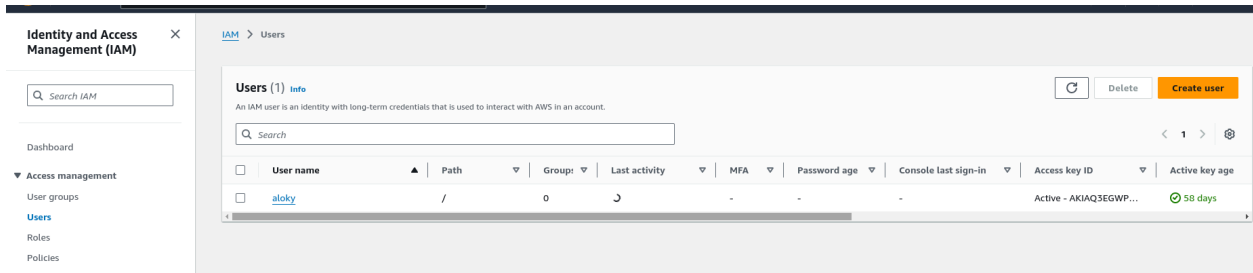 Identity and Access
Management (IAM)
Search IAM
Dashboard
Access management
User groups
Users
Roles
Policies
IAM > Users
Users (1) Info
An IAM user is an identity with long-term credentials that is used to interact with AWS in an account.
Delete
Create user
Search
1
User name
Path
Group:
Last activity
MFA
Password age
Console last sign-in
Access key ID
Active key age
aloky
/
0
-
-
-
Active - AKIAQ3EGWP...
58 days